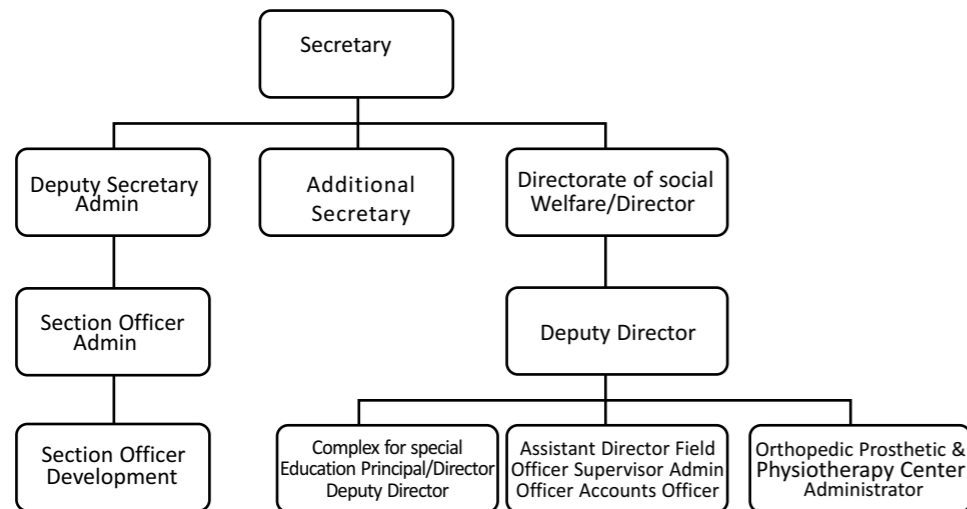 Secretary
Deputy Secretary
Admin
Additional
Secretary
Directorate of social
Welfare/Director
Section Officer
Admin
Deputy Director
Section Officer
Development
Complex for special
Education Principal/Director
Deputy Director
Assistant Director Field
Officer Supervisor Admin
Officer Accounts Officer
Orthopedic Prosthetic &
Physiotherapy Center
Administrator